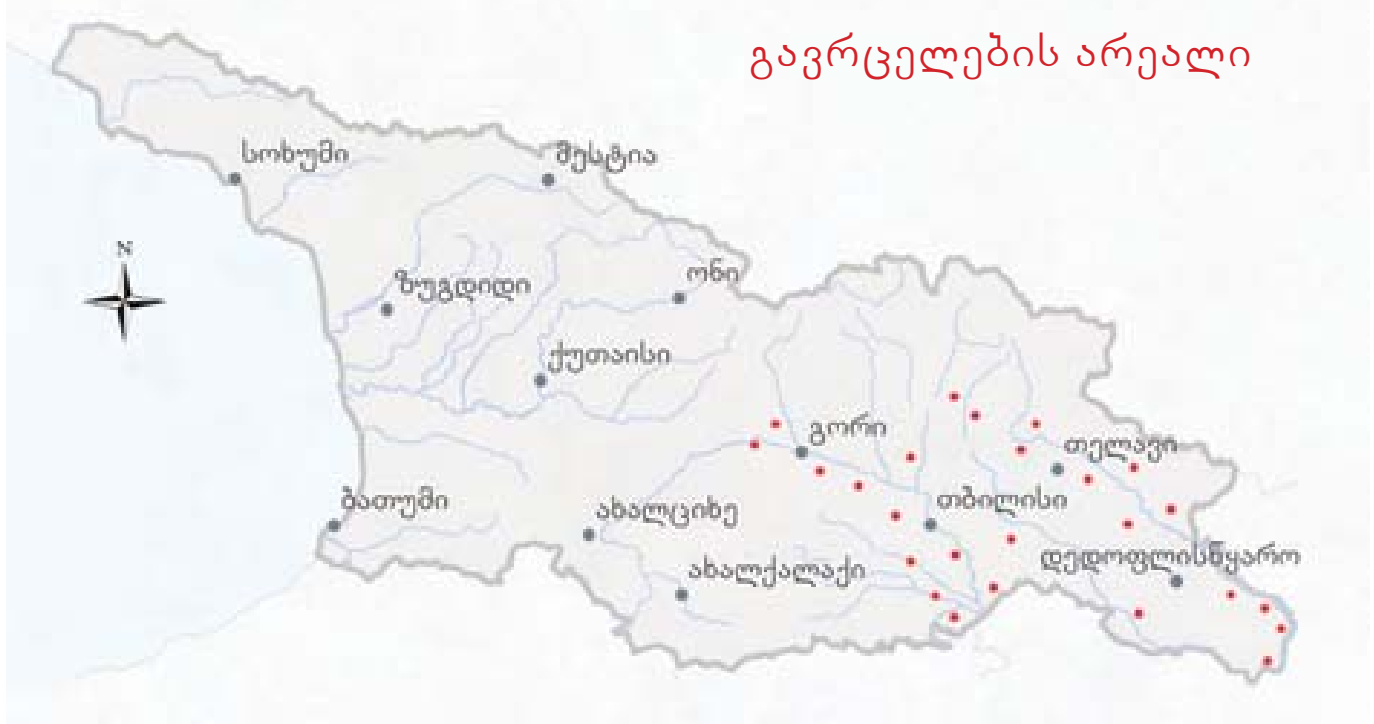 გავრცელების არეალი
სოხუმი
მესტია
N
ონი
ზუგდიდი
ქუთაისი
გორი
თელავი
ბათუმი
ახალციხე
თბილისი
ახალქალაქი
დედოფლისწყარო